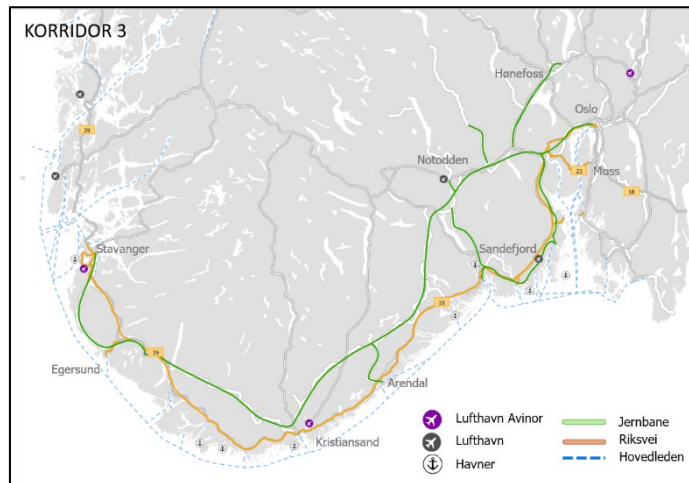 KORRIDOR 3
Hønefoss
Oslo
39
Notodden
23
Moss
18
Stavanger
Sandefjord
18
39
Egersund
Arendal
Kristiansand
Lufthavn Avinor
Lufthavn
Havner
Jernbane
Riksvei
Hovedleden